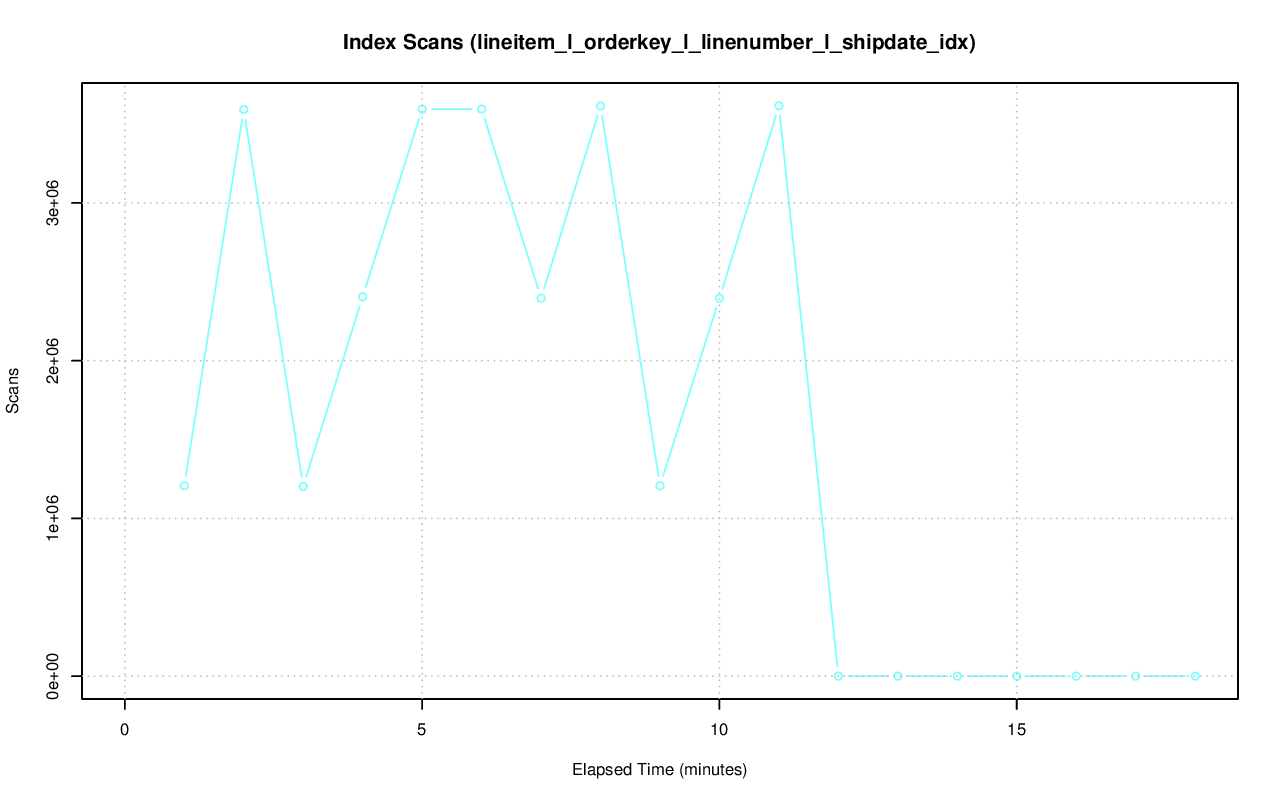 Index Scans (lineitem_l_orderkey_l_linenumber_l_shipdate_idx)
Scans
3e+06
2e+06
1e+06
0e+00
0 5 10 15
Elapsed Time (minutes)